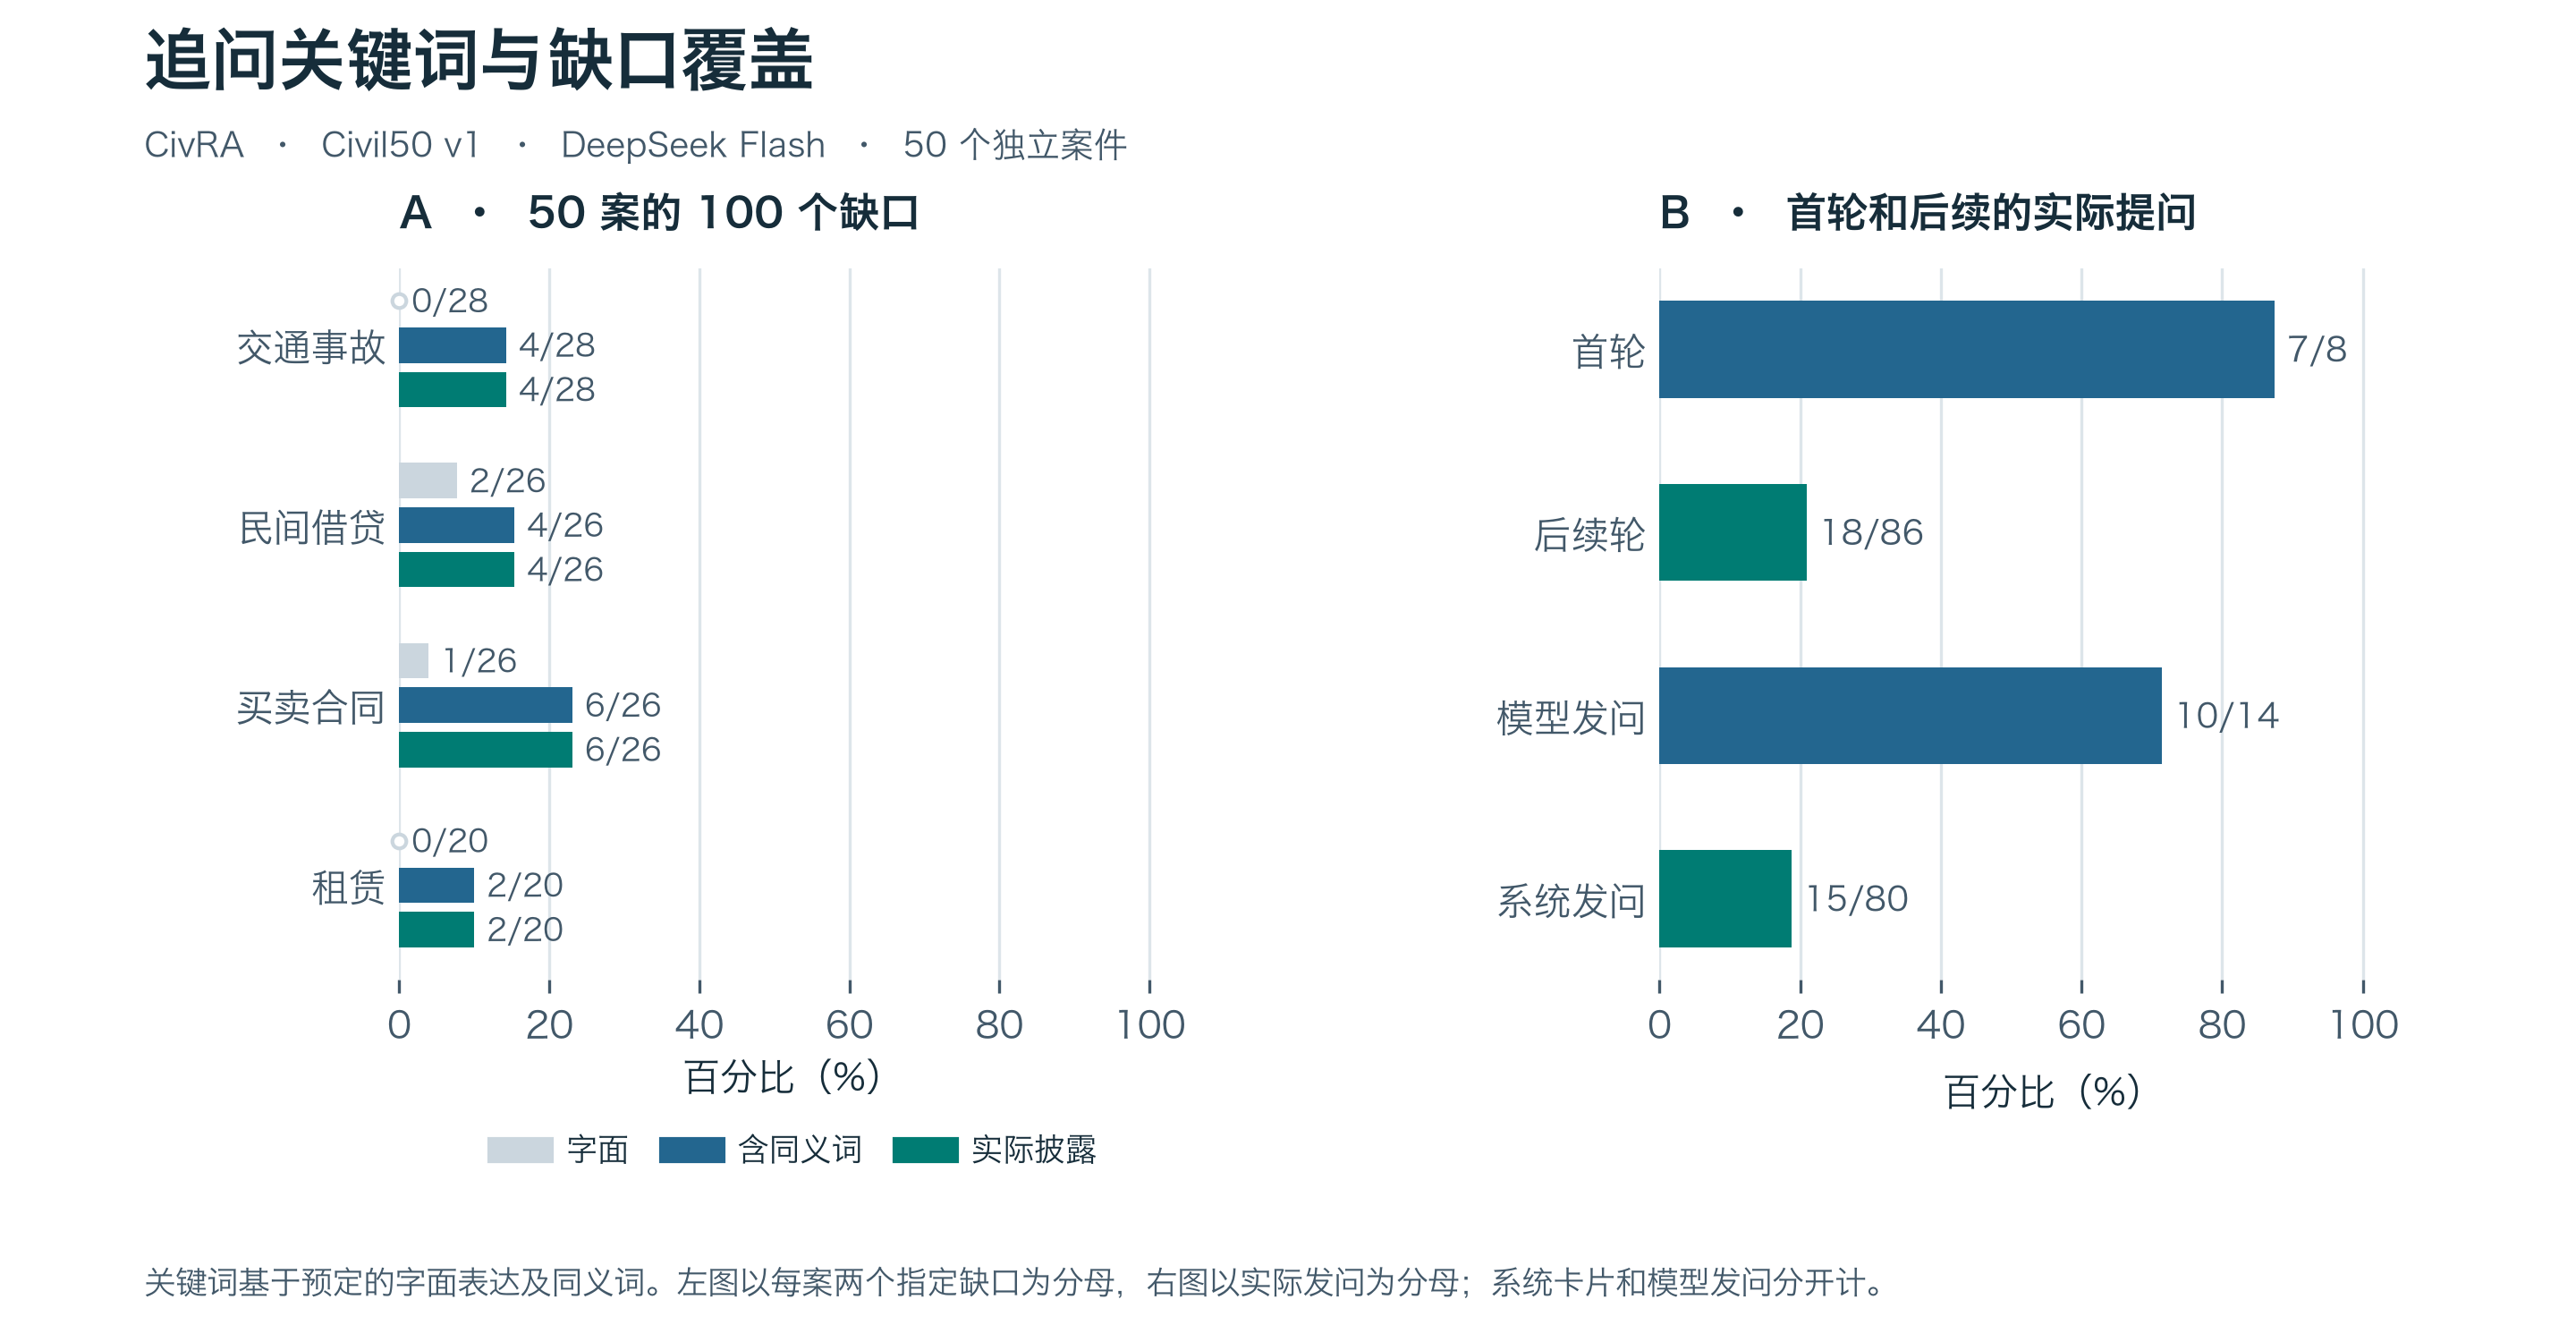 追问关键词与缺口覆盖
CivRA · Civil50 v1 · DeepSeek Flash · 50 个独立案件
A · 50 案的 100 个缺口
交通事故
0/28
4/28
4/28
民间借贷
2/26
4/26
4/26
买卖合同
1/26
6/26
6/26
租赁
0/20
2/20
2/20
0 20 40 60 80 100
百分比（%）
字面 含同义词 实际披露
B · 首轮和后续的实际提问
首轮 7/8
后续轮 18/86
模型发问 10/14
系统发问 15/80
0 20 40 60 80 100
百分比（%）
关键词基于预定的字面表达及同义词。左图以每案两个指定缺口为分母，右图以实际发问为分母；系统卡片和模型发问分开计。